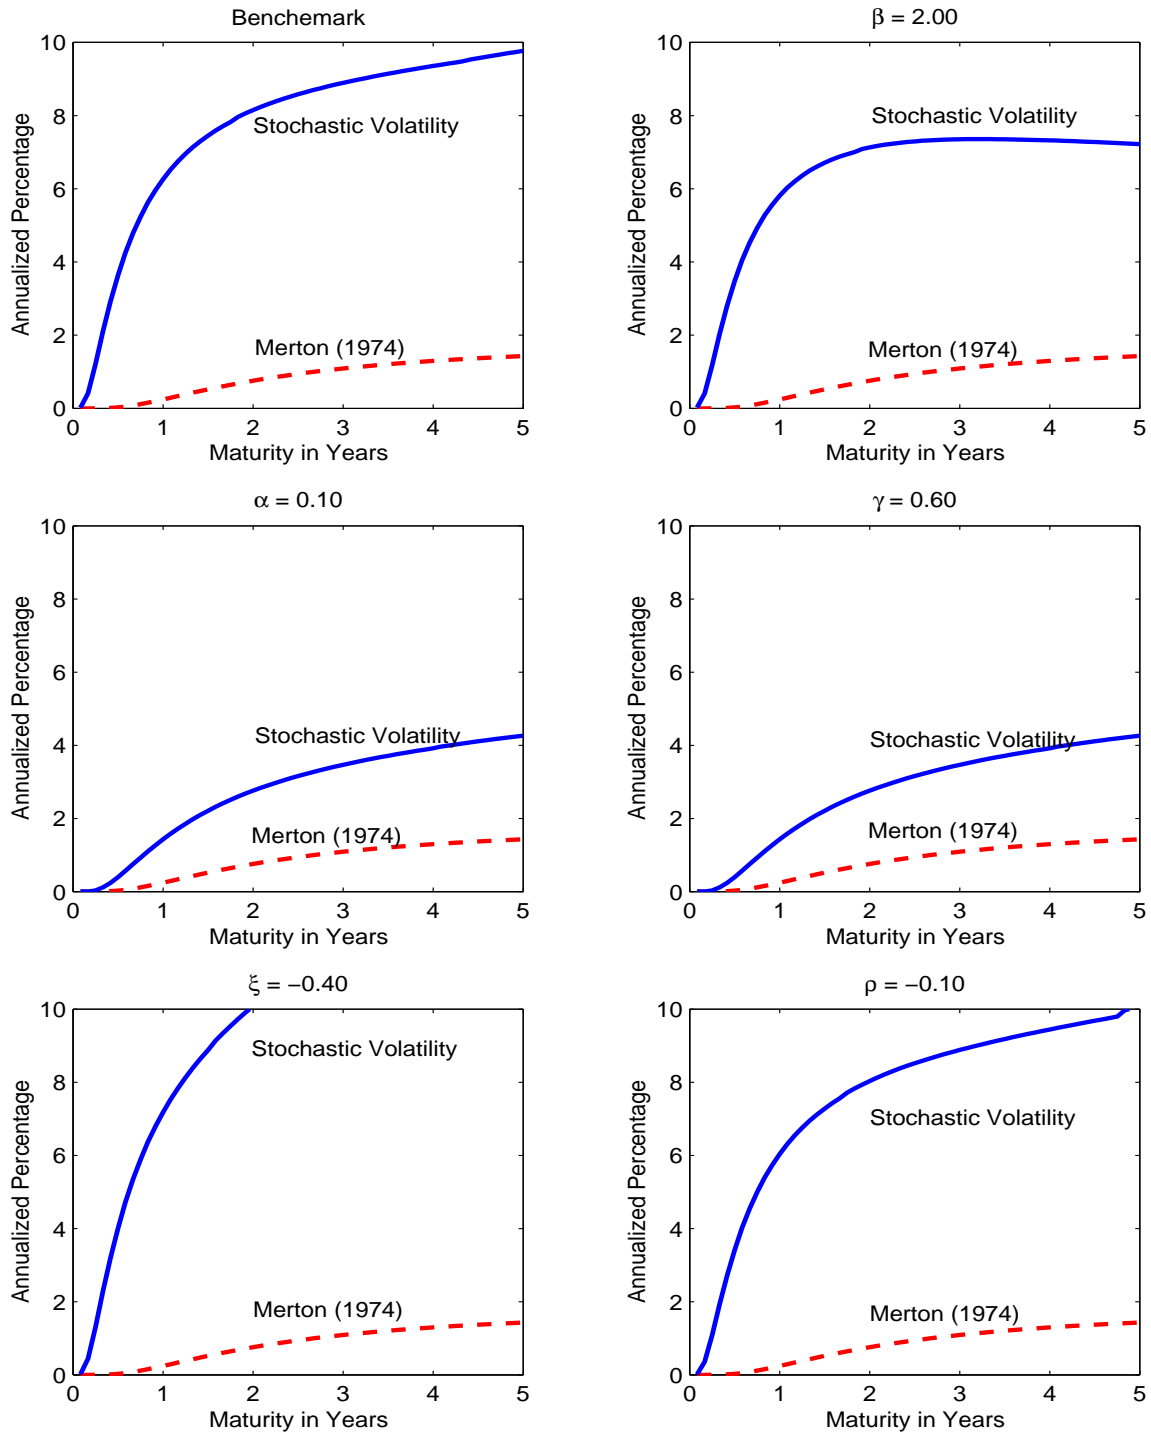 Benchemark
10
8
6
4
2
0
Annualized Percentage
Stochastic Volatility
Merton (1974)
0 1 2 3 4 5
Maturity in Years
β = 2.00
10
8
6
4
2
0
Annualized Percentage
Stochastic Volatility
Merton (1974)
0 1 2 3 4 5
Maturity in Years
α = 0.10
10
8
6
4
2
0
Annualized Percentage
Stochastic Volatility
Merton (1974)
0 1 2 3 4 5
Maturity in Years
γ = 0.60
10
8
6
4
2
0
Annualized Percentage
Stochastic Volatility
Merton (1974)
0 1 2 3 4 5
Maturity in Years
ξ = −0.40
10
8
6
4
2
0
Annualized Percentage
Stochastic Volatility
Merton (1974)
0 1 2 3 4 5
Maturity in Years
ρ = −0.10
10
8
6
4
2
0
Annualized Percentage
Stochastic Volatility
Merton (1974)
0 1 2 3 4 5
Maturity in Years